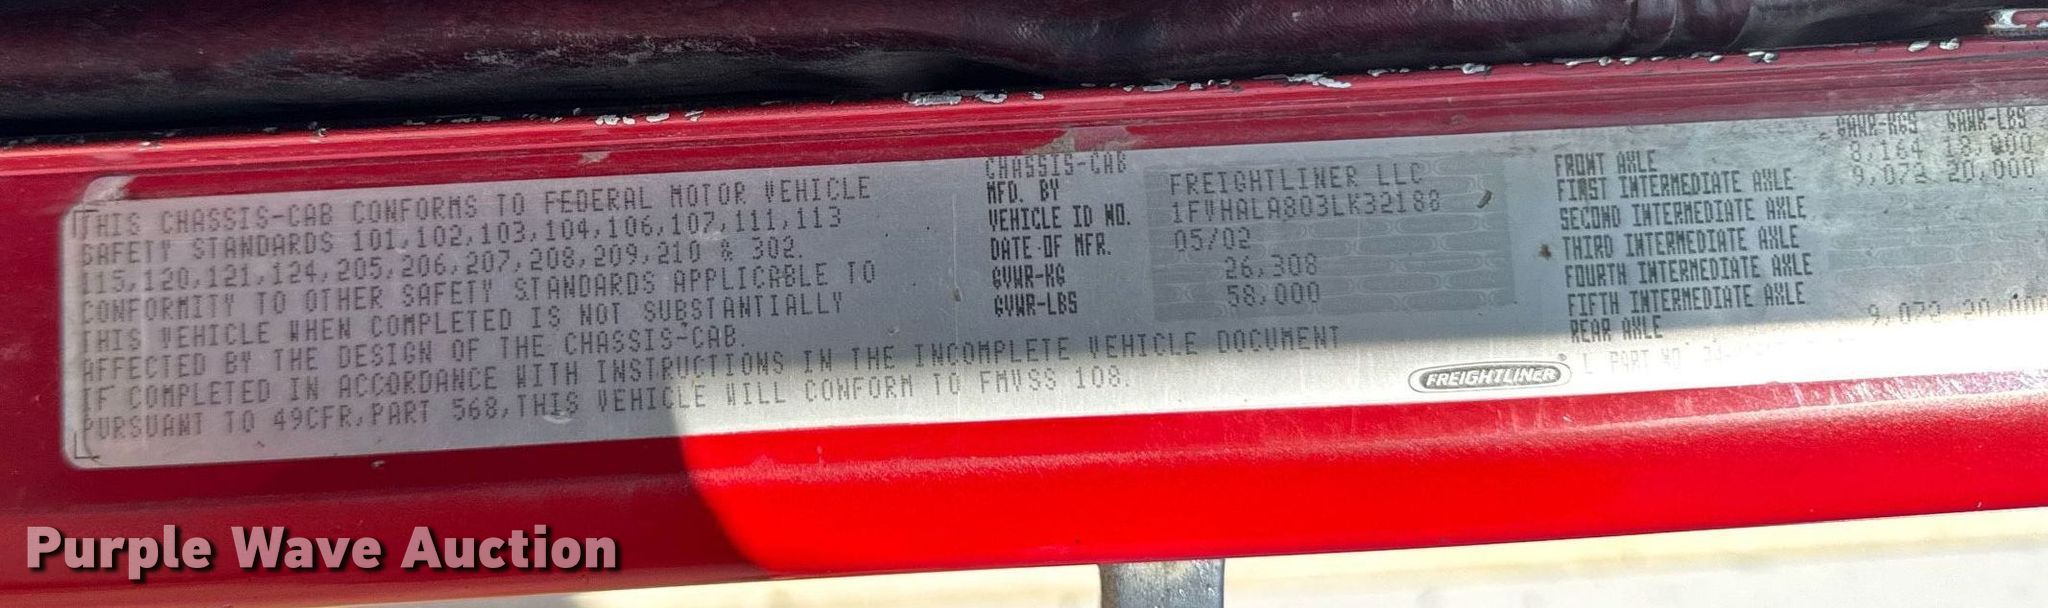 THIS CHASSIS-CAB CONFORMS TO FEDERAL MOTOR VEHICLE
SAFETY STANDARDS 101,102,103,104,106,107,111,113
115,120,121,124,205,206,207,208,209,210 & 302.
CONFORMITY TO OTHER SAFETY STANDARDS APPLICABLE TO
THIS VEHICLE WHEN COMPLETED IS NOT SUBSTANTIALLY
AFFECTED BY THE DESIGN OF THE CHASSIS-CAB.
IF COMPLETED IN ACCORDANCE WITH INSTRUCTIONS IN THE INCOMPLETE VEHICLE DOCUMENT
PURSUANT TO 49CFR,PART 568,THIS VEHICLE WILL CONFORM TO FMVSS 108.
CHASSIS-CAB
MFD. BY FREIGHTLINER LLC
VEHICLE ID NO. 1FVHALA803LK32188
DATE OF MFR. 05/02
GVWR-KG 26,308
GVWR-LBS 58,000
GAWR-KGS GAWR-LBS
FRONT AXLE 8,164 18,000
FIRST INTERMEDIATE AXLE 9,072 20,000
SECOND INTERMEDIATE AXLE
THIRD INTERMEDIATE AXLE
FOURTH INTERMEDIATE AXLE
FIFTH INTERMEDIATE AXLE
REAR AXLE 9,072 20,000
FREIGHTLINER®
PART NO
Purple Wave Auction